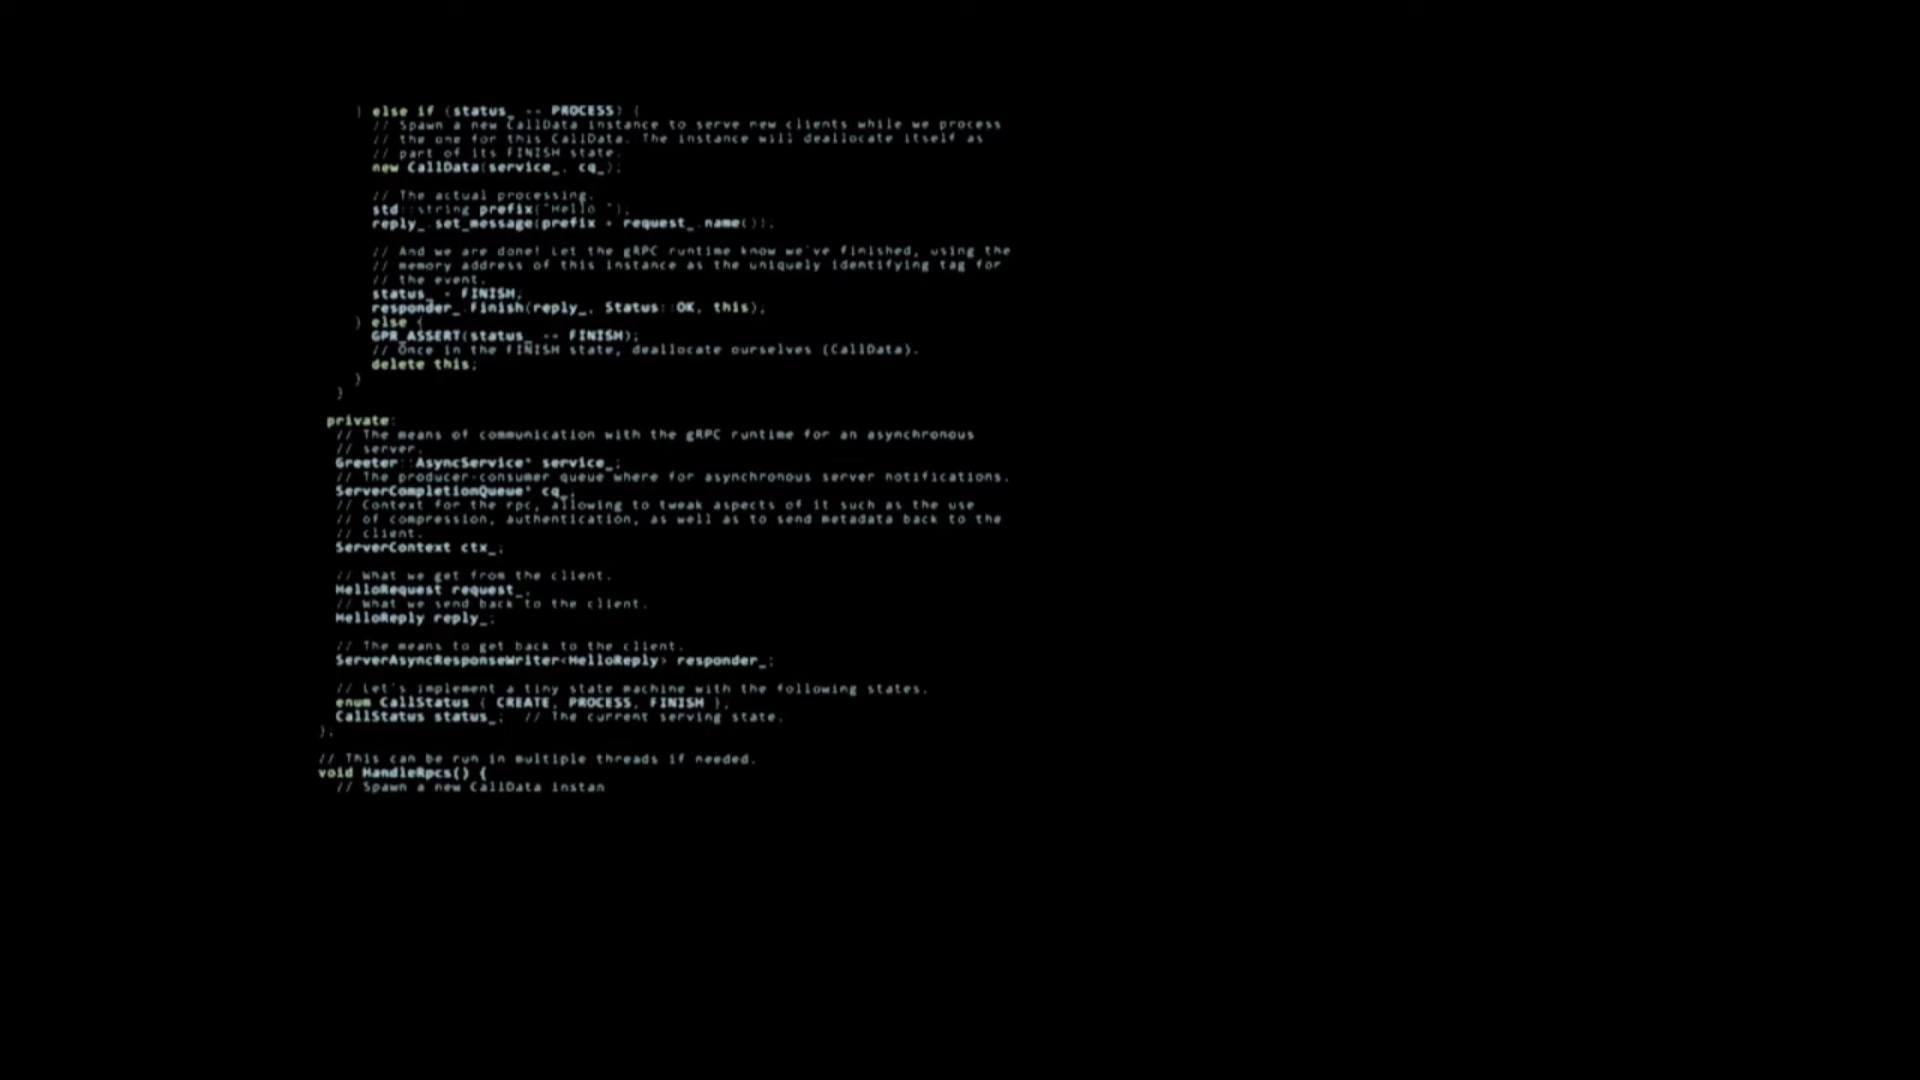 } else if (status_ == PROCESS) {
// Spawn a new CallData instance to serve new clients while we process
// the one for this CallData. The instance will deallocate itself as
// part of its FINISH state.
new CallData(service_, cq_);
// The actual processing.
std::string prefix("Hello ");
reply_.set_message(prefix + request_.name());
// And we are done! Let the gRPC runtime know we've finished, using the
// memory address of this instance as the uniquely identifying tag for
// the event.
status_ = FINISH;
responder_.Finish(reply_, Status::OK, this);
} else {
GPR_ASSERT(status_ == FINISH);
// Once in the FINISH state, deallocate ourselves (CallData).
delete this;
}
}
private:
// The means of communication with the gRPC runtime for an asynchronous
// server.
Greeter::AsyncService* service_;
// The producer-consumer queue where for asynchronous server notifications.
ServerCompletionQueue* cq_;
// Context for the rpc, allowing to tweak aspects of it such as the use
// of compression, authentication, as well as to send metadata back to the
// client.
ServerContext ctx_;
// What we get from the client.
HelloRequest request_;
// What we send back to the client.
HelloReply reply_;
// The means to get back to the client.
ServerAsyncResponseWriter<HelloReply> responder_;
// Let's implement a tiny state machine with the following states.
enum CallStatus { CREATE, PROCESS, FINISH };
CallStatus status_; // The current serving state.
};
// This can be run in multiple threads if needed.
void HandleRpcs() {
// Spawn a new CallData instan